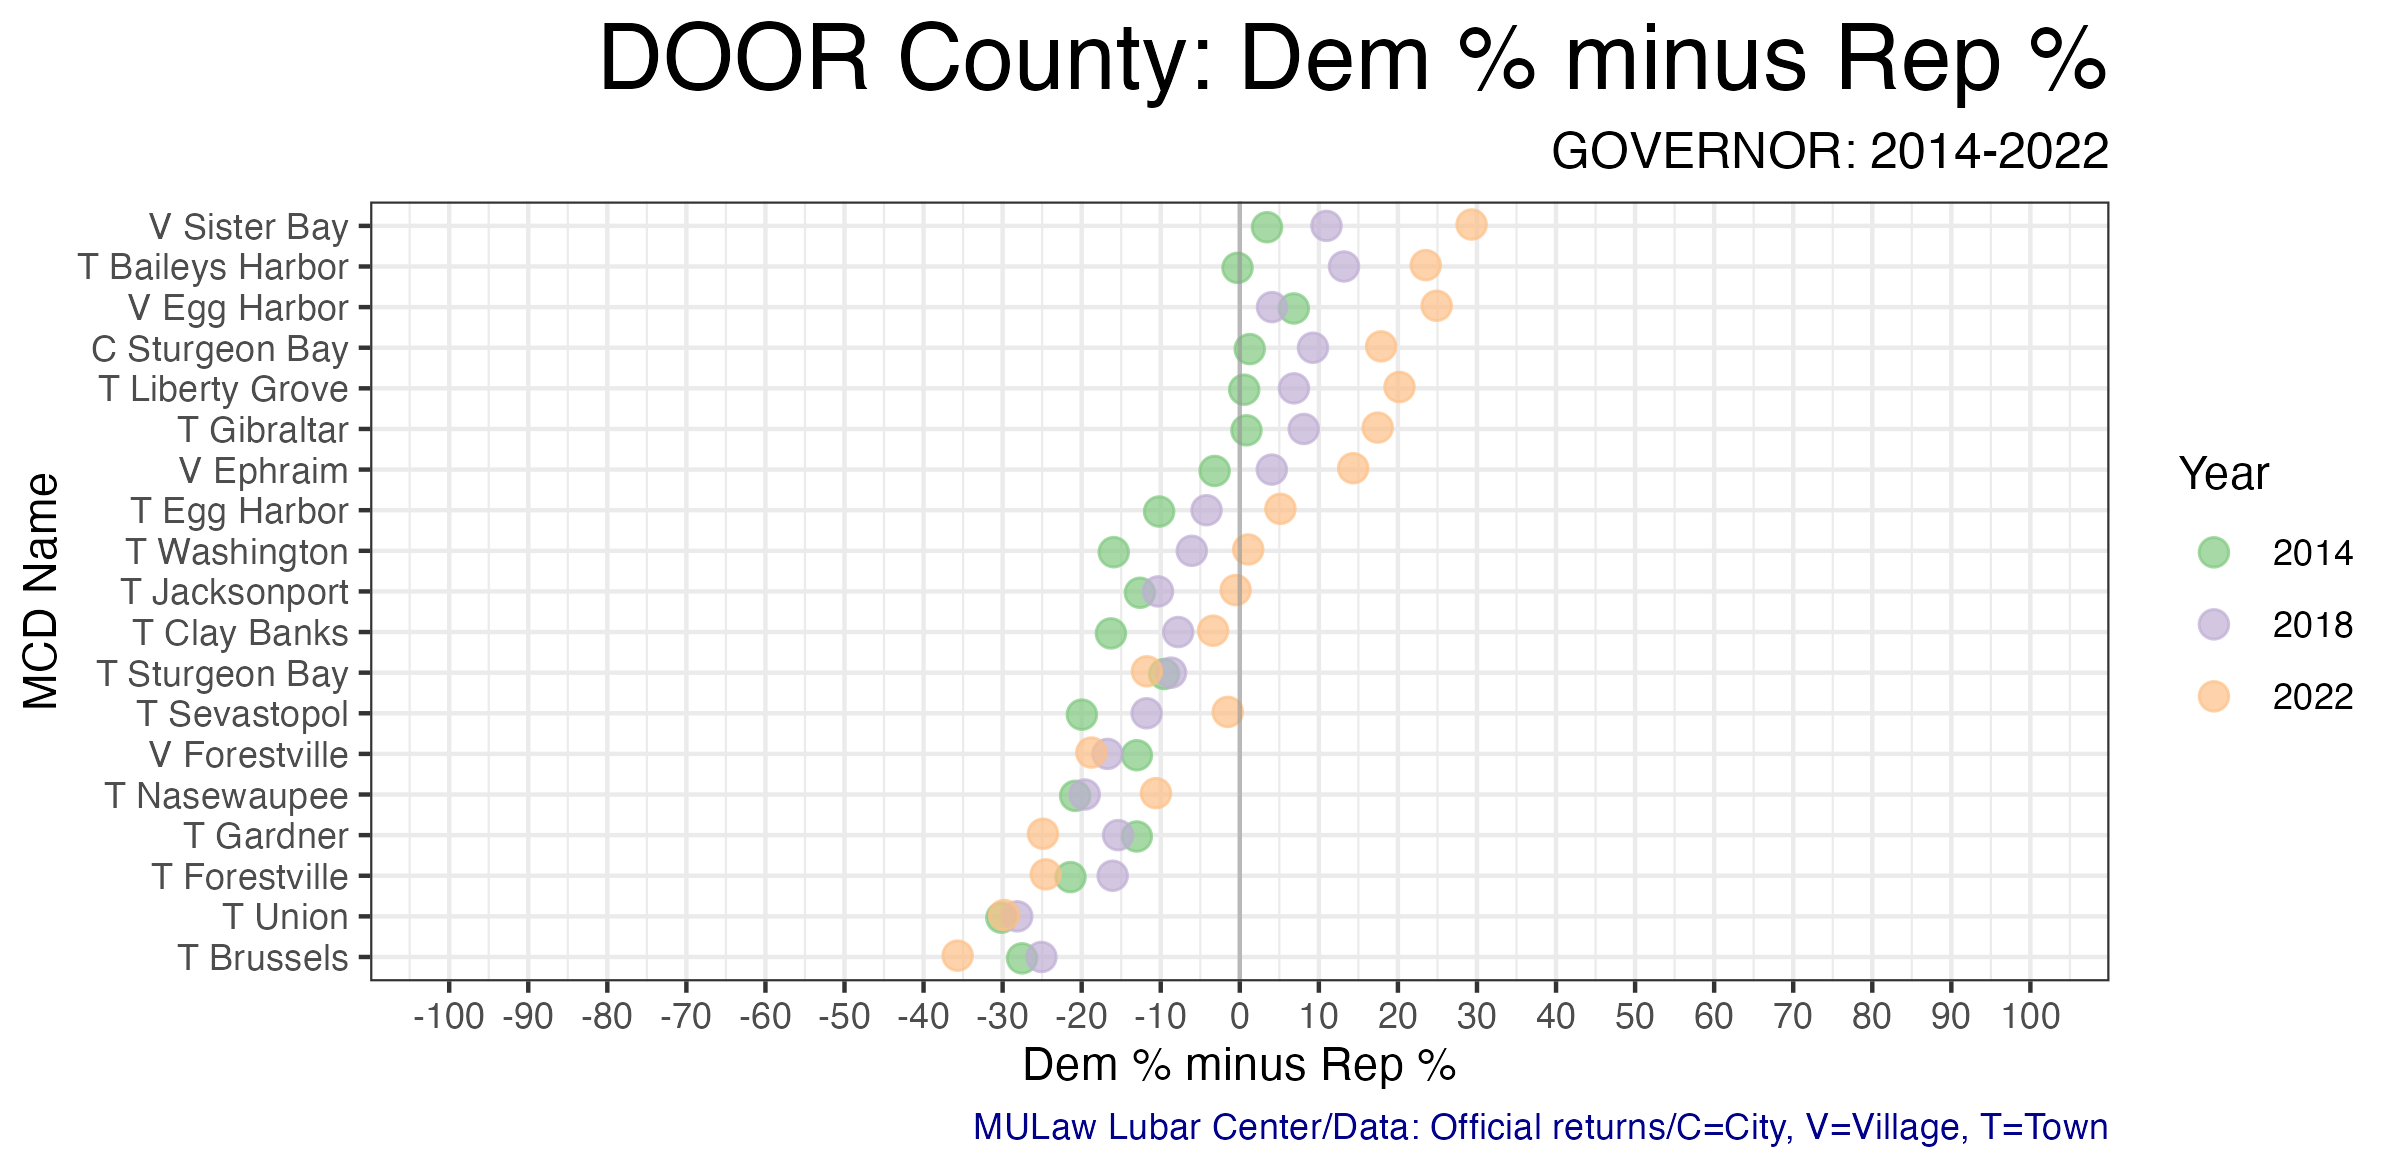 DOOR County: Dem % minus Rep %
GOVERNOR: 2014-2022
MCD Name
V Sister Bay
T Baileys Harbor
V Egg Harbor
C Sturgeon Bay
T Liberty Grove
T Gibraltar
V Ephraim
T Egg Harbor
T Washington
T Jacksonport
T Clay Banks
T Sturgeon Bay
T Sevastopol
V Forestville
T Nasewaupee
T Gardner
T Forestville
T Union
T Brussels
-100 -90 -80 -70 -60 -50 -40 -30 -20 -10 0 10 20 30 40 50 60 70 80 90 100
Dem % minus Rep %
Year
2014
2018
2022
MULaw Lubar Center/Data: Official returns/C=City, V=Village, T=Town